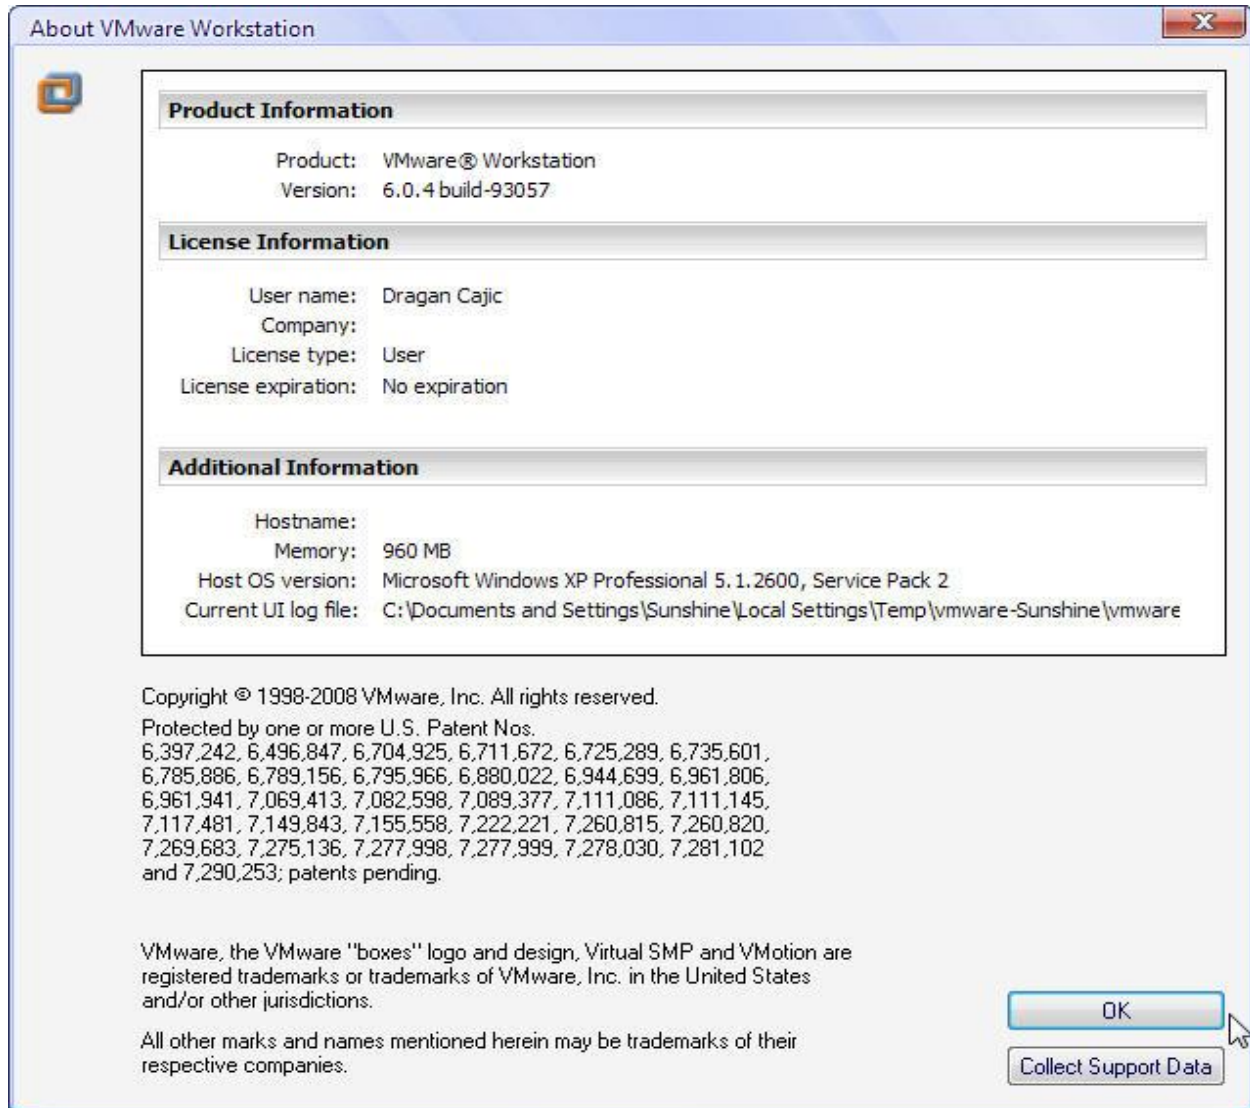 About VMware Workstation
Product Information
Product: VMware® Workstation
Version: 6.0.4 build-93057
License Information
User name: Dragan Cajic
Company:
License type: User
License expiration: No expiration
Additional Information
Hostname:
Memory: 960 MB
Host OS version: Microsoft Windows XP Professional 5.1.2600, Service Pack 2
Current UI log file: C:\Documents and Settings\Sunshine\Local Settings\Temp\vmware-Sunshine\vmware
Copyright © 1998-2008 VMware, Inc. All rights reserved.
Protected by one or more U.S. Patent Nos.
6,397,242, 6,496,847, 6,704,925, 6,711,672, 6,725,289, 6,735,601,
6,785,886, 6,789,156, 6,795,966, 6,880,022, 6,944,699, 6,961,806,
6,961,941, 7,069,413, 7,082,598, 7,089,377, 7,111,086, 7,111,145,
7,117,481, 7,149,843, 7,155,558, 7,222,221, 7,260,815, 7,260,820,
7,269,683, 7,275,136, 7,277,998, 7,277,999, 7,278,030, 7,281,102
and 7,290,253; patents pending.
VMware, the VMware "boxes" logo and design, Virtual SMP and VMotion are
registered trademarks or trademarks of VMware, Inc. in the United States
and/or other jurisdictions.
All other marks and names mentioned herein may be trademarks of their
respective companies.
OK
Collect Support Data